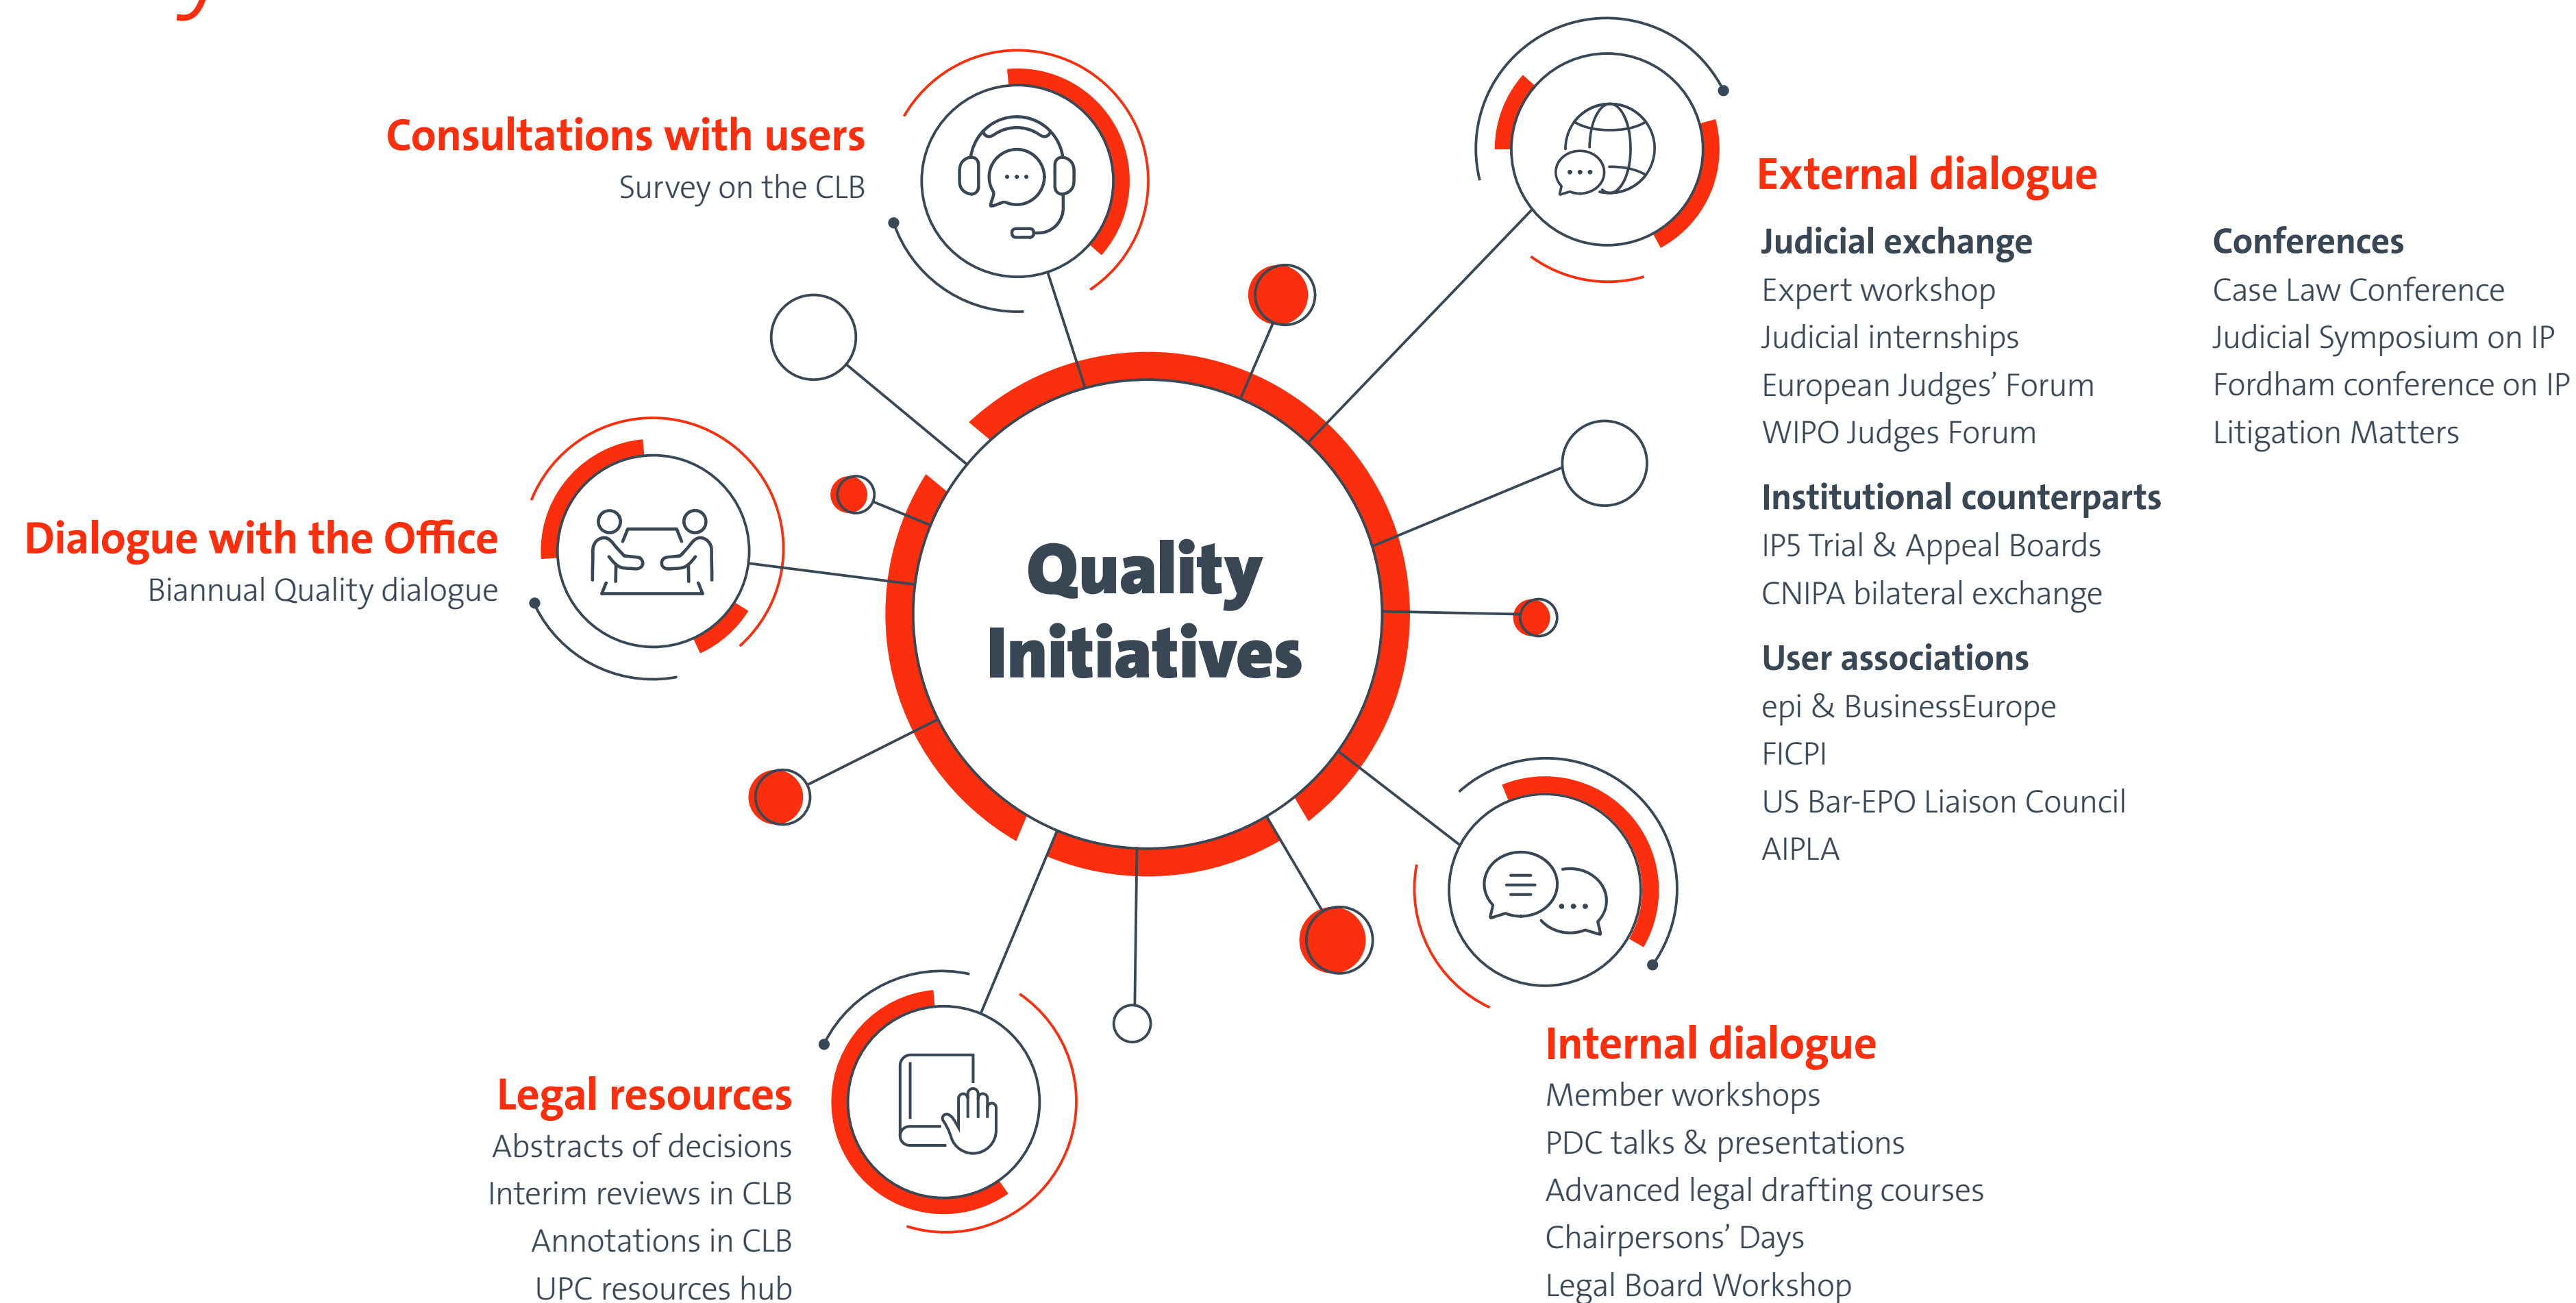 Consultations with users
Survey on the CLB
External dialogue
Judicial exchange
Expert workshop
Judicial internships
European Judges’ Forum
WIPO Judges Forum
Institutional counterparts
IP5 Trial & Appeal Boards
CNIPA bilateral exchange
User associations
epi & BusinessEurope
FICPI
US Bar-EPO Liaison Council
AIPLA
Conferences
Case Law Conference
Judicial Symposium on IP
Fordham conference on IP
Litigation Matters
Dialogue with the Office
Biannual Quality dialogue
Quality
Initiatives
Legal resources
Abstracts of decisions
Interim reviews in CLB
Annotations in CLB
UPC resources hub
Internal dialogue
Member workshops
PDC talks & presentations
Advanced legal drafting courses
Chairpersons’ Days
Legal Board Workshop